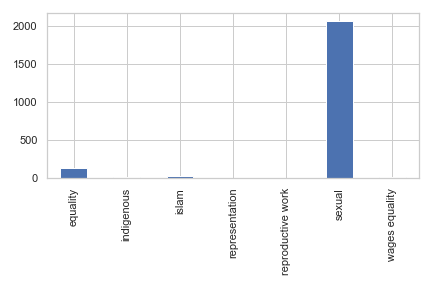 2000
1500
1000
500
0
equality
indigenous
islam
representation
reproductive work
sexual
wages equality